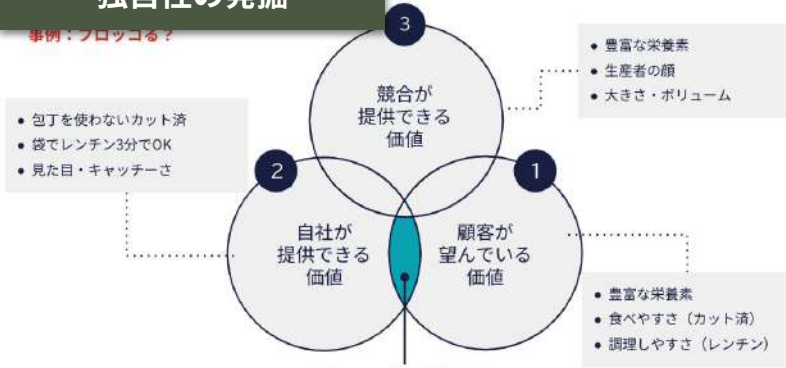 独自性の発掘
事例：ブロッコる？
3
競合が
提供できる
価値
● 豊富な栄養素
● 生産者の顔
● 大きさ・ボリューム
● 包丁を使わないカット済
● 袋でレンチン3分でOK
● 見た目・キャッチーさ
2
自社が
提供できる
価値
1
顧客が
望んでいる
価値
● 豊富な栄養素
● 食べやすさ（カット済）
● 調理しやすさ（レンチン）